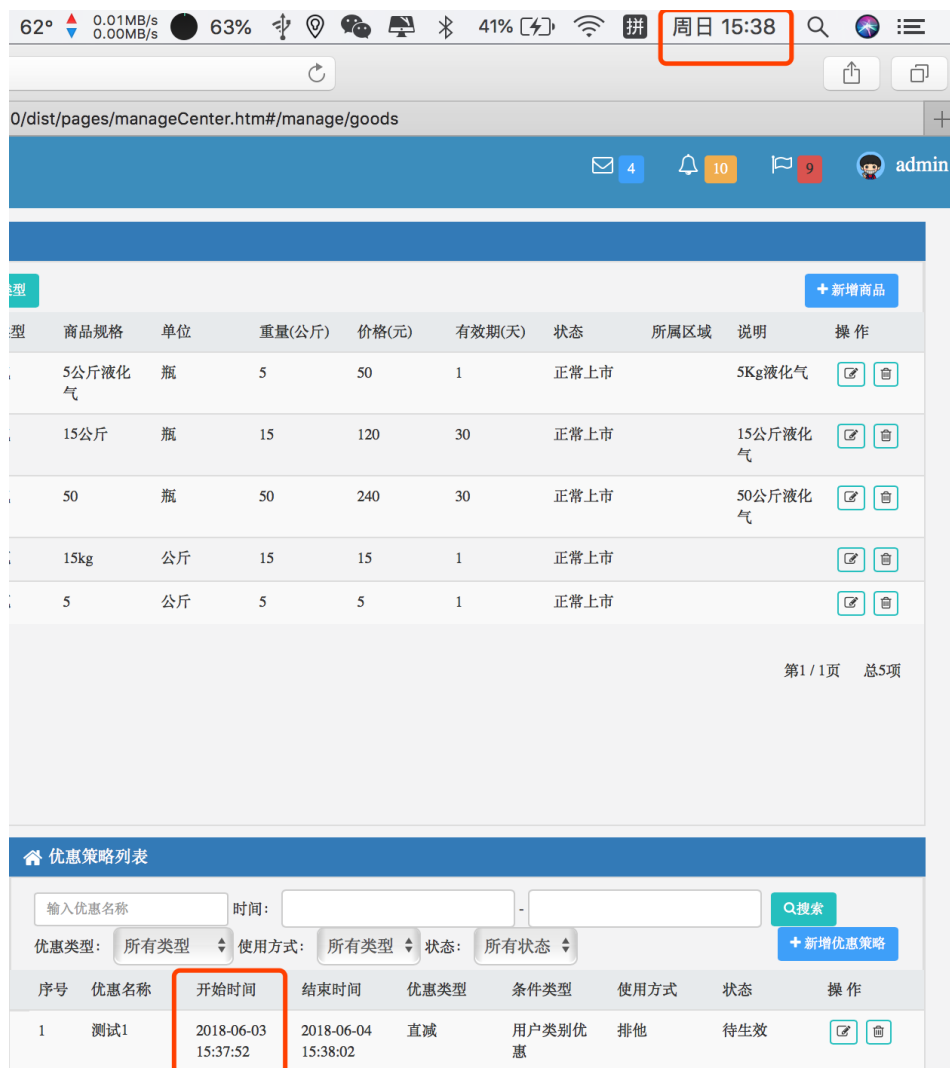 62° 0.01MB/s 63% 41% 拼 周日 15:38
0.00MB/s
0/dist/pages/manageCenter.htm#/manage/goods
4 10 9 admin
型 新增商品
型 商品规格 单位 重量(公斤) 价格(元) 有效期(天) 状态 所属区域 说明 操作
5公斤液化 瓶 5 50 1 正常上市 5Kg液化气
气
15公斤 瓶 15 120 30 正常上市 15公斤液化
气
50 瓶 50 240 30 正常上市 50公斤液化
气
15kg 公斤 15 15 1 正常上市
5 公斤 5 5 1 正常上市
第1 / 1页 总5项
优惠策略列表
输入优惠名称 时间： - 搜索
优惠类型： 所有类型 使用方式： 所有类型 状态： 所有状态 新增优惠策略
序号 优惠名称 开始时间 结束时间 优惠类型 条件类型 使用方式 状态 操作
1 测试1 2018-06-03 2018-06-04 直减 用户类别优 排他 待生效
15:37:52 15:38:02 惠